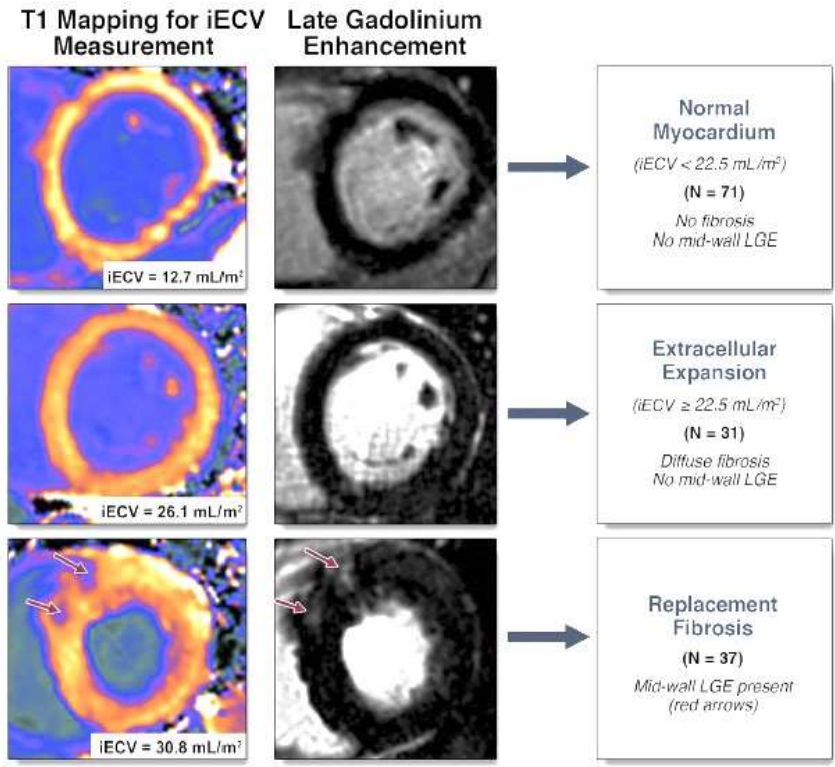 T1 Mapping for iECV
Measurement
Late Gadolinium
Enhancement
iECV = 12.7 mL/m²
Normal
Myocardium
(iECV < 22.5 mL/m²)
(N = 71)
No fibrosis
No mid-wall LGE
iECV = 26.1 mL/m²
Extracellular
Expansion
(iECV ≥ 22.5 mL/m²)
(N = 31)
Diffuse fibrosis
No mid-wall LGE
iECV = 30.8 mL/m²
Replacement
Fibrosis
(N = 37)
Mid-wall LGE present
(red arrows)